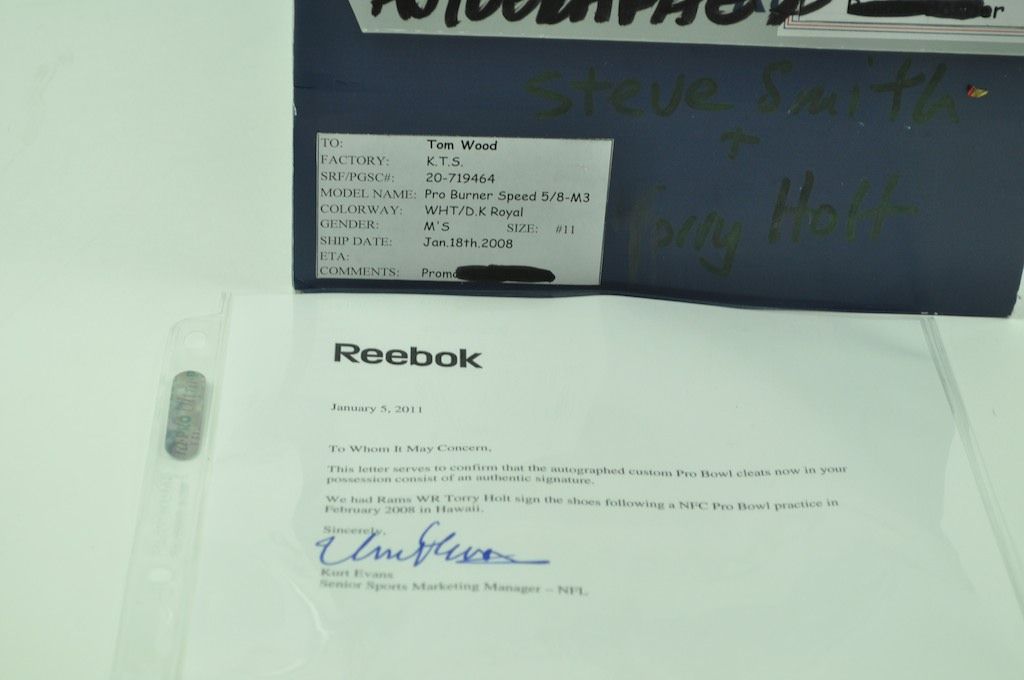 AUTOGRAPHED
Steve Smith
+
Torry Holt
TO: Tom Wood
FACTORY: K.T.S.
SRF/PGSC#: 20-719464
MODEL NAME: Pro Burner Speed 5/8-M3
COLORWAY: WHT/D.K Royal
GENDER: M'S SIZE: #11
SHIP DATE: Jan.18th.2008
ETA:
COMMENTS: Promo
Reebok
January 5, 2011
To Whom It May Concern,
This letter serves to confirm that the autographed custom Pro Bowl cleats now in your
possession consist of an authentic signature.
We had Rams WR Torry Holt sign the shoes following a NFC Pro Bowl practice in
February 2008 in Hawaii.
Sincerely,
Kurt Evans
Senior Sports Marketing Manager – NFL